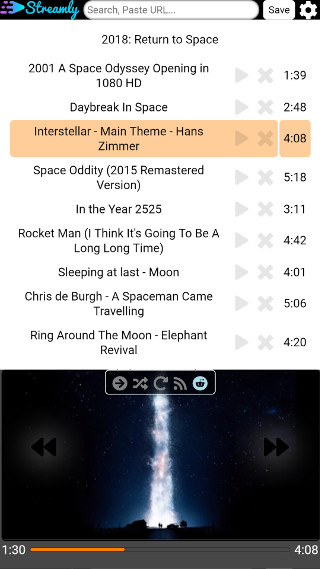 Streamly Search, Paste URL... Save
2018: Return to Space
2001 A Space Odyssey Opening in
1080 HD
1:39
Daybreak In Space
2:48
Interstellar - Main Theme - Hans
Zimmer
4:08
Space Oddity (2015 Remastered
Version)
5:18
In the Year 2525
3:11
Rocket Man (I Think It's Going To Be A
Long Long Time)
4:42
Sleeping at last - Moon
4:01
Chris de Burgh - A Spaceman Came
Travelling
5:06
Ring Around The Moon - Elephant
Revival
4:20
1:30 4:08